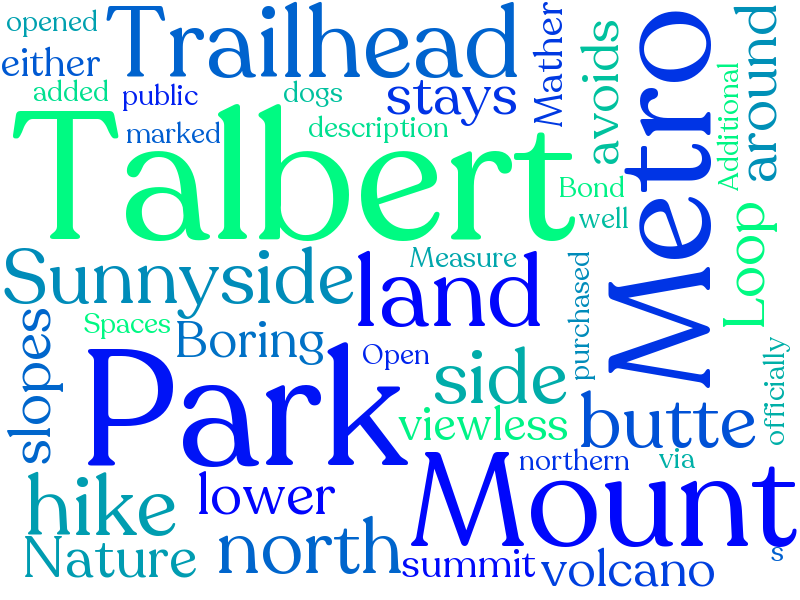 opened
Trailhead
Mather
Metro
around
either
added
public
dogs
stays
avoids
Additional
marked
description
Talbert
Bond
well
Loop
Sunnyside
land
Measure
purchased
Spaces
Boring
Open
side
slopes
Park
viewless
butte
officially
hike
lower
Mount
northern
via
Nature
north
summit
volcano
s